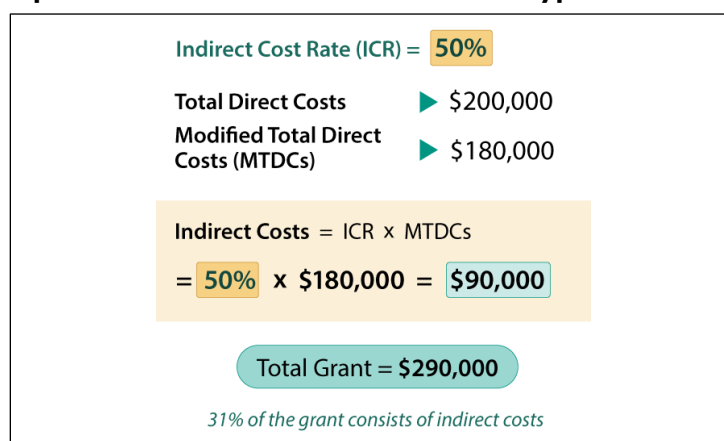 Indirect Cost Rate (ICR) = 50%
Total Direct Costs ▶ $200,000
Modified Total Direct
Costs (MTDCs) ▶ $180,000
Indirect Costs = ICR x MTDCs
= 50% x $180,000 = $90,000
Total Grant = $290,000
31% of the grant consists of indirect costs